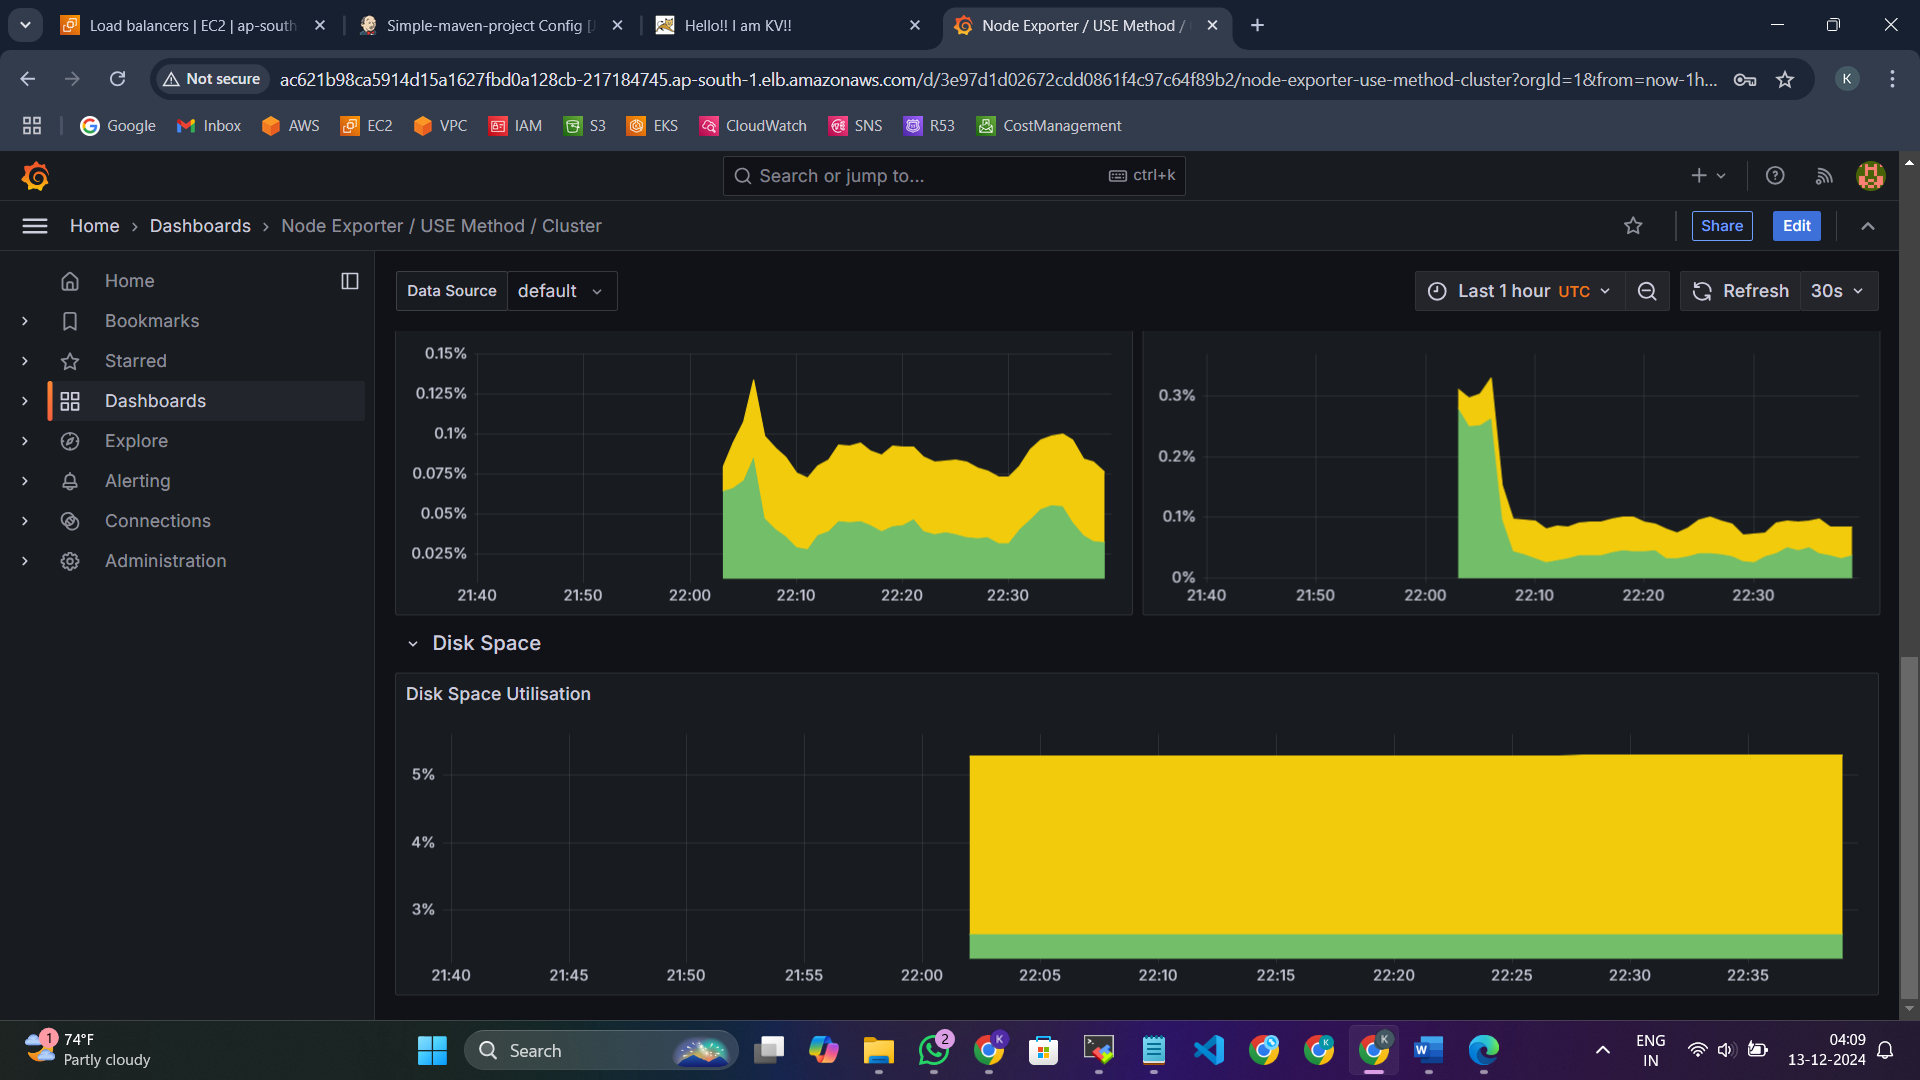 Load balancers | EC2 | ap-south
Simple-maven-project Config [J
Hello!! I am KV!!
Node Exporter / USE Method /
Not secure
ac621b98ca5914d15a1627fbd0a128cb-217184745.ap-south-1.elb.amazonaws.com/d/3e97d1d02672cdd0861f4c97c64f89b2/node-exporter-use-method-cluster?orgId=1&from=now-1h...
K
Google
Inbox
AWS
EC2
VPC
IAM
S3
EKS
CloudWatch
SNS
R53
CostManagement
Search or jump to...
ctrl+k
Home › Dashboards › Node Exporter / USE Method / Cluster
Share
Edit
Home
Bookmarks
Starred
Dashboards
Explore
Alerting
Connections
Administration
Data Source
default
Last 1 hour UTC
Refresh
30s
0.15%
0.125%
0.1%
0.075%
0.05%
0.025%
21:40 21:50 22:00 22:10 22:20 22:30
0.3%
0.2%
0.1%
0%
21:40 21:50 22:00 22:10 22:20 22:30
Disk Space
Disk Space Utilisation
5%
4%
3%
21:40 21:45 21:50 21:55 22:00 22:05 22:10 22:15 22:20 22:25 22:30 22:35
1
74°F
Partly cloudy
Search
2
K
K
K
W
ENG
IN
04:09
13-12-2024